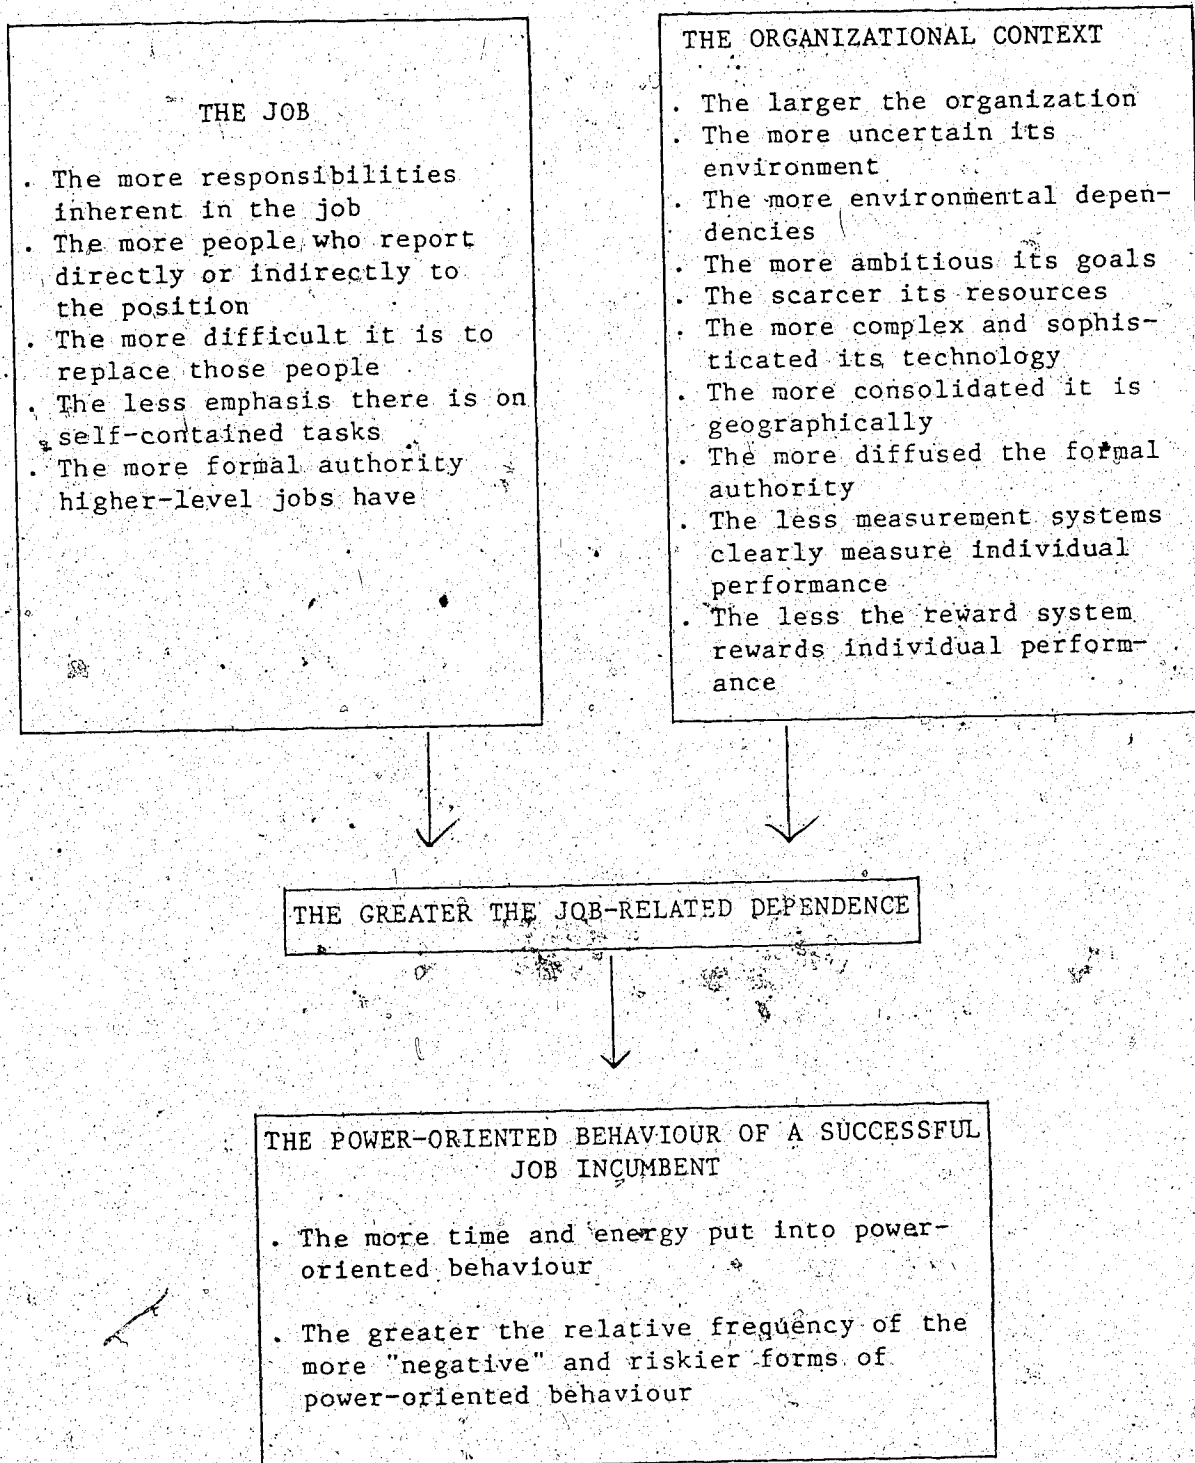 THE JOB
. The more responsibilities
inherent in the job
. The more people who report
directly or indirectly to
the position
. The more difficult it is to
replace those people
. The less emphasis there is on
self-contained tasks
. The more formal authority
higher-level jobs have
THE ORGANIZATIONAL CONTEXT
. The larger the organization
. The more uncertain its
environment
. The more environmental depen-
dencies
. The more ambitious its goals
. The scarcer its resources
. The more complex and sophis-
ticated its technology
. The more consolidated it is
geographically
. The more diffused the formal
authority
. The less measurement systems
clearly measure individual
performance
. The less the reward system
rewards individual perform-
ance
THE GREATER THE JOB-RELATED DEPENDENCE
THE POWER-ORIENTED BEHAVIOUR OF A SUCCESSFUL
JOB INCUMBENT
. The more time and energy put into power-
oriented behaviour
. The greater the relative frequency of the
more "negative" and riskier forms of
power-oriented behaviour